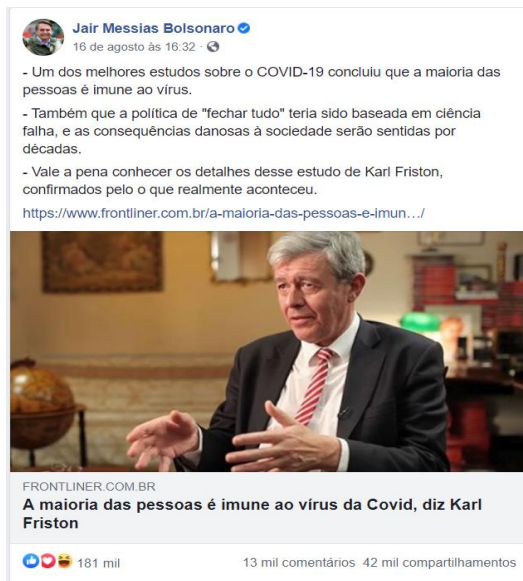 Jair Messias Bolsonaro
16 de agosto às 16:32 ·
- Um dos melhores estudos sobre o COVID-19 concluiu que a maioria das
pessoas é imune ao vírus.
- Também que a política de "fechar tudo" teria sido baseada em ciência
falha, e as consequências danosas à sociedade serão sentidas por
décadas.
- Vale a pena conhecer os detalhes desse estudo de Karl Friston,
confirmados pelo o que realmente aconteceu.
https://www.frontliner.com.br/a-maioria-das-pessoas-e-imun…/
FRONTLINER.COM.BR
A maioria das pessoas é imune ao vírus da Covid, diz Karl
Friston
181 mil
13 mil comentários 42 mil compartilhamentos